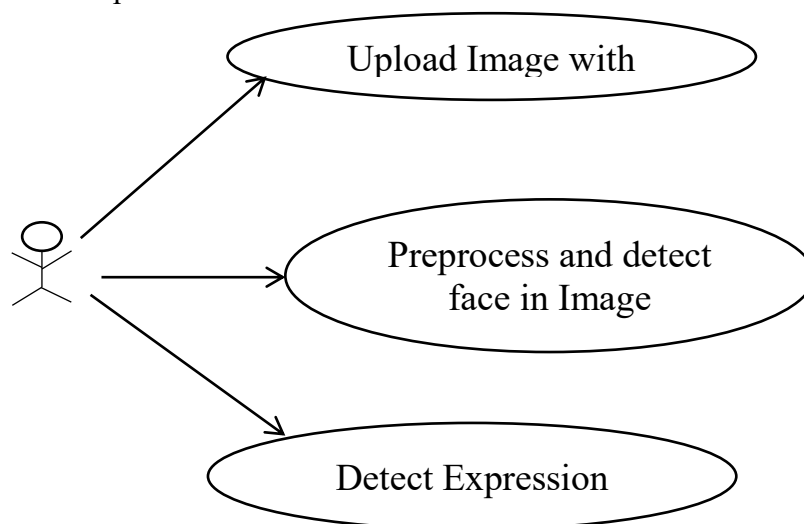 Upload Image with
Preprocess and detect
face in Image
Detect Expression